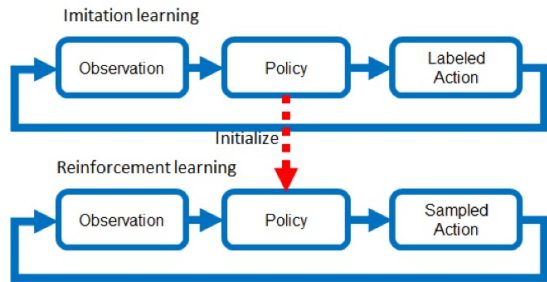 Imitation learning
Observation
Policy
Labeled
Action
Initialize
Reinforcement learning
Observation
Policy
Sampled
Action